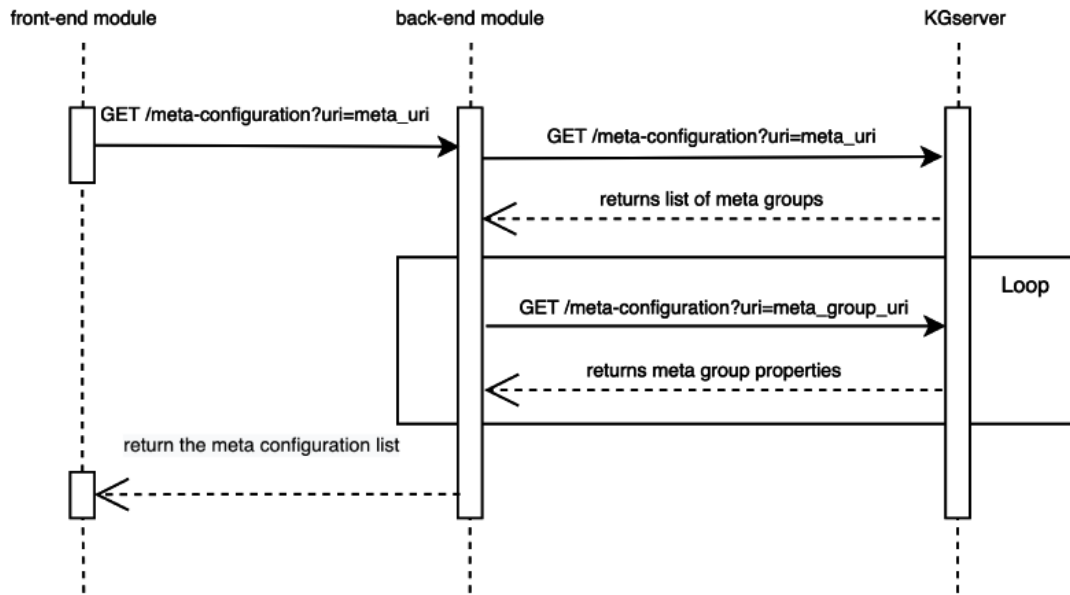 front-end module
back-end module
KGserver
GET /meta-configuration?uri=meta_uri
GET /meta-configuration?uri=meta_uri
returns list of meta groups
Loop
GET /meta-configuration?uri=meta_group_uri
returns meta group properties
return the meta configuration list